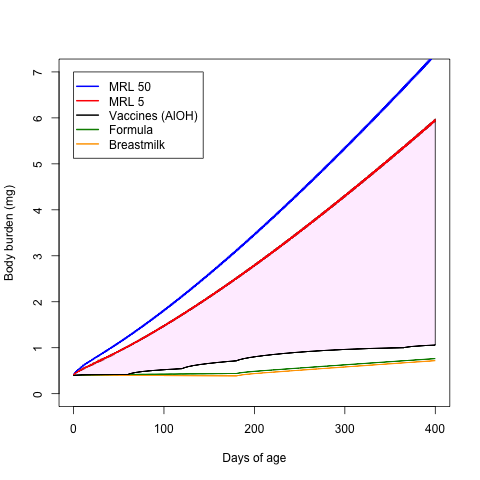 MRL 50
MRL 5
Vaccines (AlOH)
Formula
Breastmilk
Body burden (mg)
7
6
5
4
3
2
1
0
0 100 200 300 400
Days of age